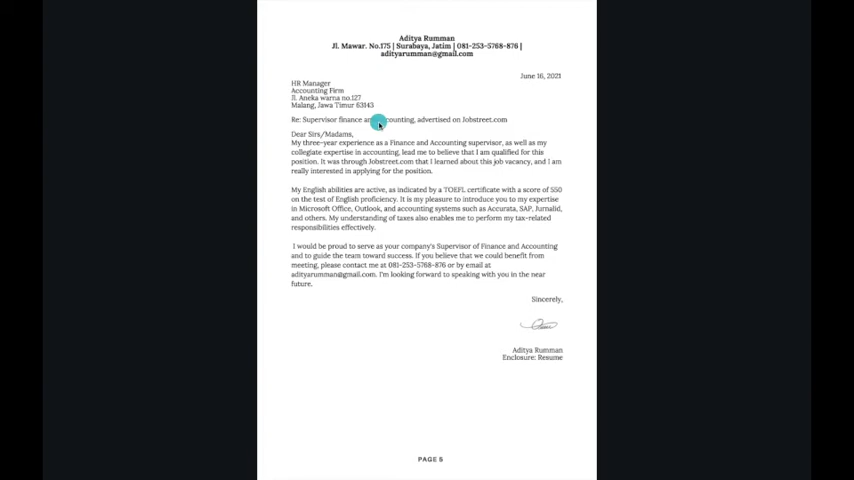 Aditya Rumman
Jl. Mawar. No.175 | Surabaya, Jatim | 081-253-5768-876 |
adityarumman@gmail.com
June 16, 2021
HR Manager
Accounting Firm
Jl. Aneka warna no.127
Malang, Jawa Timur 63143
Re: Supervisor finance and accounting, advertised on Jobstreet.com
Dear Sirs/Madams,
My three-year experience as a Finance and Accounting supervisor, as well as my
collegiate expertise in accounting, lead me to believe that I am qualified for this
position. It was through Jobstreet.com that I learned about this job vacancy, and I am
really interested in applying for the position.
My English abilities are active, as indicated by a TOEFL certificate with a score of 550
on the test of English proficiency. It is my pleasure to introduce you to my expertise
in Microsoft Office, Outlook, and accounting systems such as Accurata, SAP, Jurnalid,
and others. My understanding of taxes also enables me to perform my tax-related
responsibilities effectively.
I would be proud to serve as your company's Supervisor of Finance and Accounting
and to guide the team toward success. If you believe that we could benefit from
meeting, please contact me at 081-253-5768-876 or by email at
adityarumman@gmail.com. I'm looking forward to speaking with you in the near
future.
Sincerely,
Aditya Rumman
Enclosure: Resume
PAGE 5